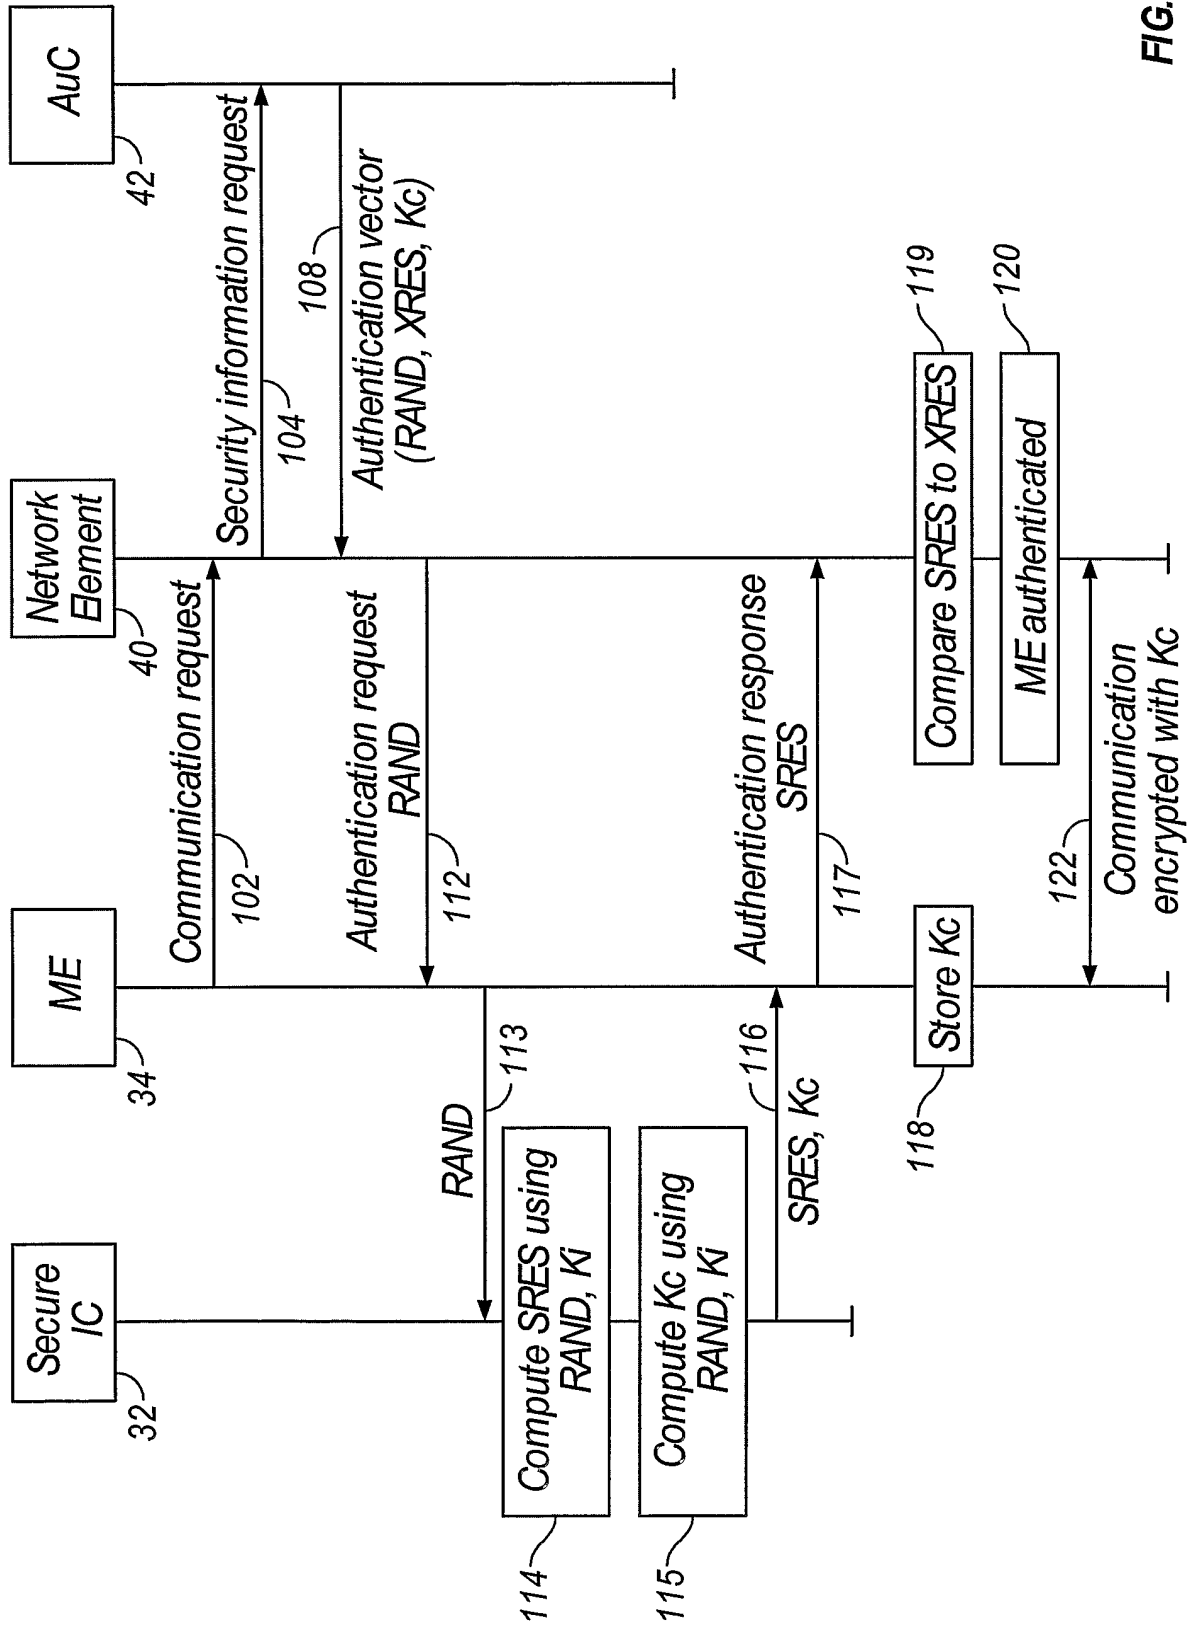 Secure
IC
32
ME
34
Network
Element
40
AuC
42
Communication request
102
Security information request
104
108
Authentication vector
(RAND, XRES, Kc)
Authentication request
RAND
112
RAND
113
Compute SRES using
RAND, Ki
114
Compute Kc using
RAND, Ki
115
116
SRES, Kc
Authentication response
SRES
117
Store Kc
118
Compare SRES to XRES
119
ME authenticated
120
122
Communication
encrypted with Kc
FIG.